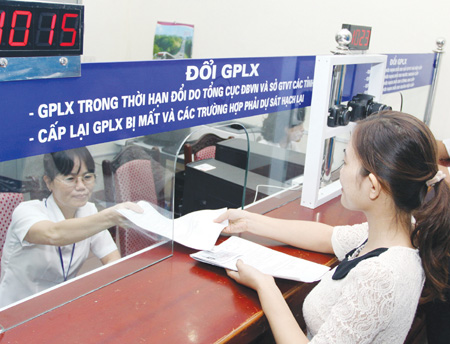 1015
ĐỔI GPLX
- GPLX TRONG THỜI HẠN ĐỔI DO TỔNG CỤC DBVN VÀ SỞ GTVT CÁC TỈNH
- CẤP LẠI GPLX BỊ MẤT VÀ CÁC TRƯỜNG HỢP PHẢI DỰ SÁT HẠCH LẠI